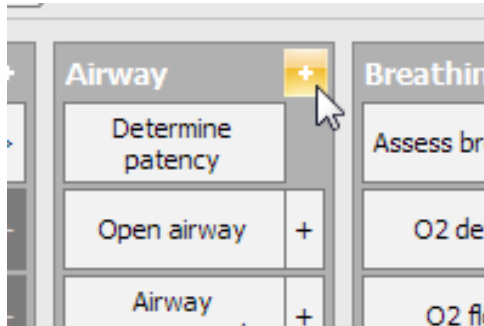 Airway +
Breathin
Determine
patency
Assess br
Open airway +
O2 de
Airway
+
O2 fl